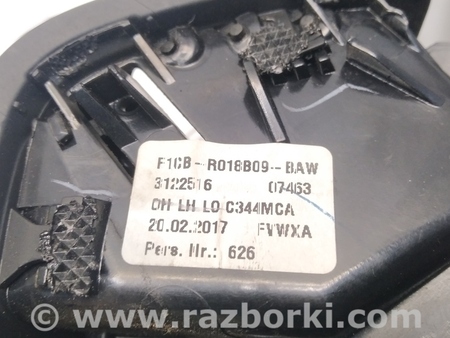 F1CB-R018B09-BAW
3122516 07463
DH LH LO C344MCA
20.02.2017 FVWXA
Pers. Nr.: 626
www.razborki.com